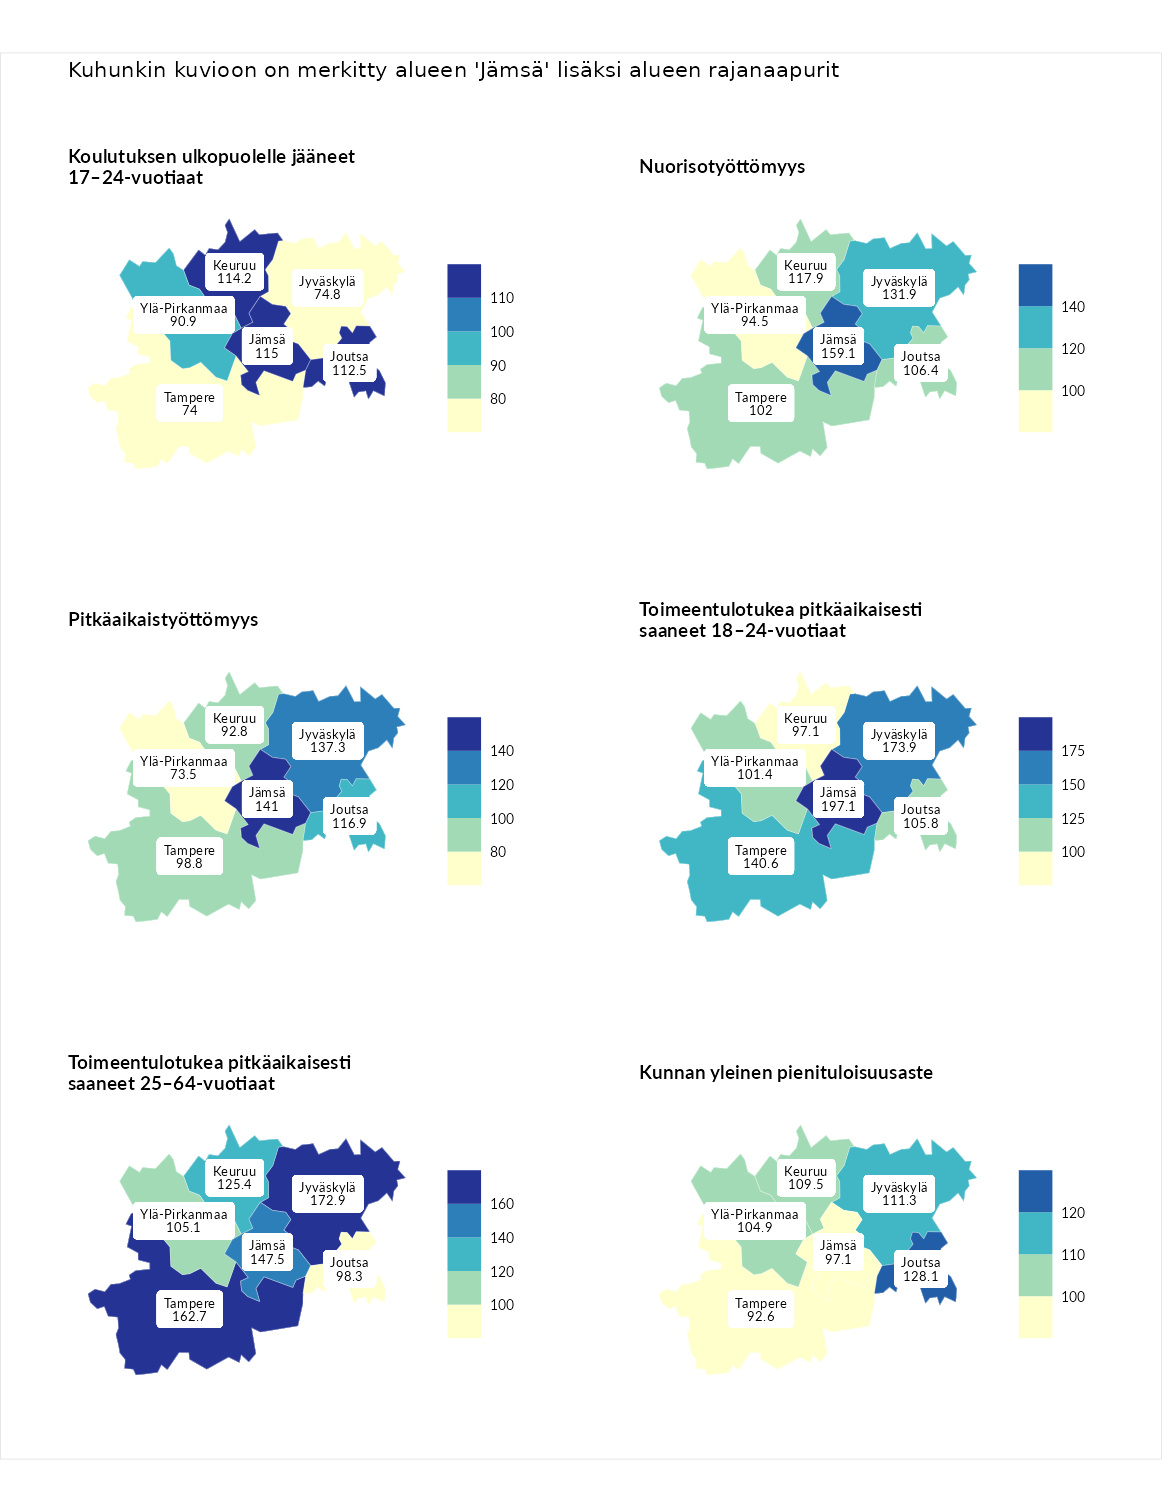 Kuhunkin kuvioon on merkitty alueen 'Jämsä' lisäksi alueen rajanaapurit
Koulutuksen ulkopuolelle jääneet
17–24-vuotiaat
Keuruu
114.2
Jyväskylä
74.8
Ylä-Pirkanmaa
90.9
Jämsä
115
Joutsa
112.5
Tampere
74
110
100
90
80
Nuorisotyöttömyys
Keuruu
117.9
Jyväskylä
131.9
Ylä-Pirkanmaa
94.5
Jämsä
159.1
Joutsa
106.4
Tampere
102
140
120
100
Pitkäaikaistyöttömyys
Keuruu
92.8
Jyväskylä
137.3
Ylä-Pirkanmaa
73.5
Jämsä
141
Joutsa
116.9
Tampere
98.8
140
120
100
80
Toimeentulotukea pitkäaikaisesti
saaneet 18–24-vuotiaat
Keuruu
97.1
Jyväskylä
173.9
Ylä-Pirkanmaa
101.4
Jämsä
197.1
Joutsa
105.8
Tampere
140.6
175
150
125
100
Toimeentulotukea pitkäaikaisesti
saaneet 25–64-vuotiaat
Keuruu
125.4
Jyväskylä
172.9
Ylä-Pirkanmaa
105.1
Jämsä
147.5
Joutsa
98.3
Tampere
162.7
160
140
120
100
Kunnan yleinen pienituloisuusaste
Keuruu
109.5
Jyväskylä
111.3
Ylä-Pirkanmaa
104.9
Jämsä
97.1
Joutsa
128.1
Tampere
92.6
120
110
100